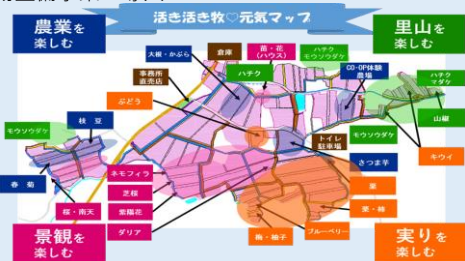 活き活き牧♡元気マップ
農業を
楽しむ
里山を
楽しむ
大根・かぶら
倉庫
苗・花
(ハウス)
ハチク
モウソウダケ
事務所
直売店
ハチク
CO-OP体験
農場
ハチク
マダケ
ぶどう
山椒
モウソウダケ
枝豆
トイレ
駐車場
モウソウダケ
キウイ
ネモフィラ
さつま芋
春菊
芝桜
栗
桜・南天
紫陽花
栗・柿
ダリア
梅・柚子
ブルーベリー
景観を
楽しむ
実りを
楽しむ